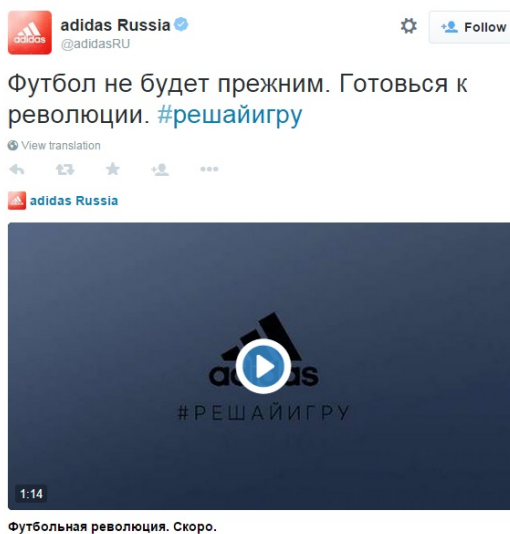 adidas
adidas Russia
@adidasRU
Follow
Футбол не будет прежним. Готовься к
революции. #решайигру
View translation
adidas Russia
adidas
#РЕШАЙИГРУ
1:14
Футбольная революция. Скоро.